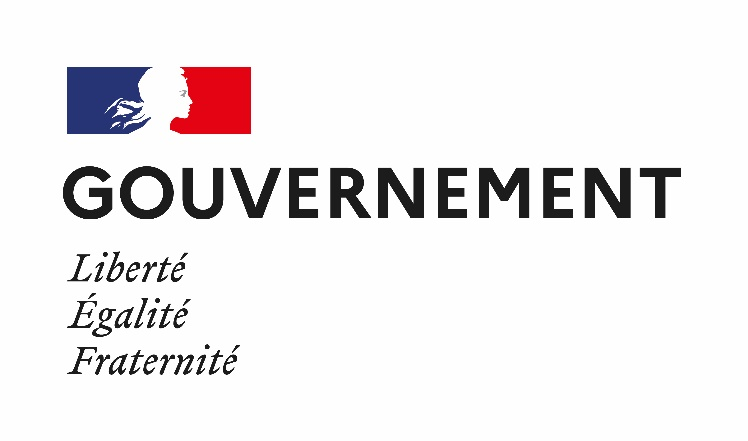 GOUVERNEMENT
Liberté
Égalité
Fraternité